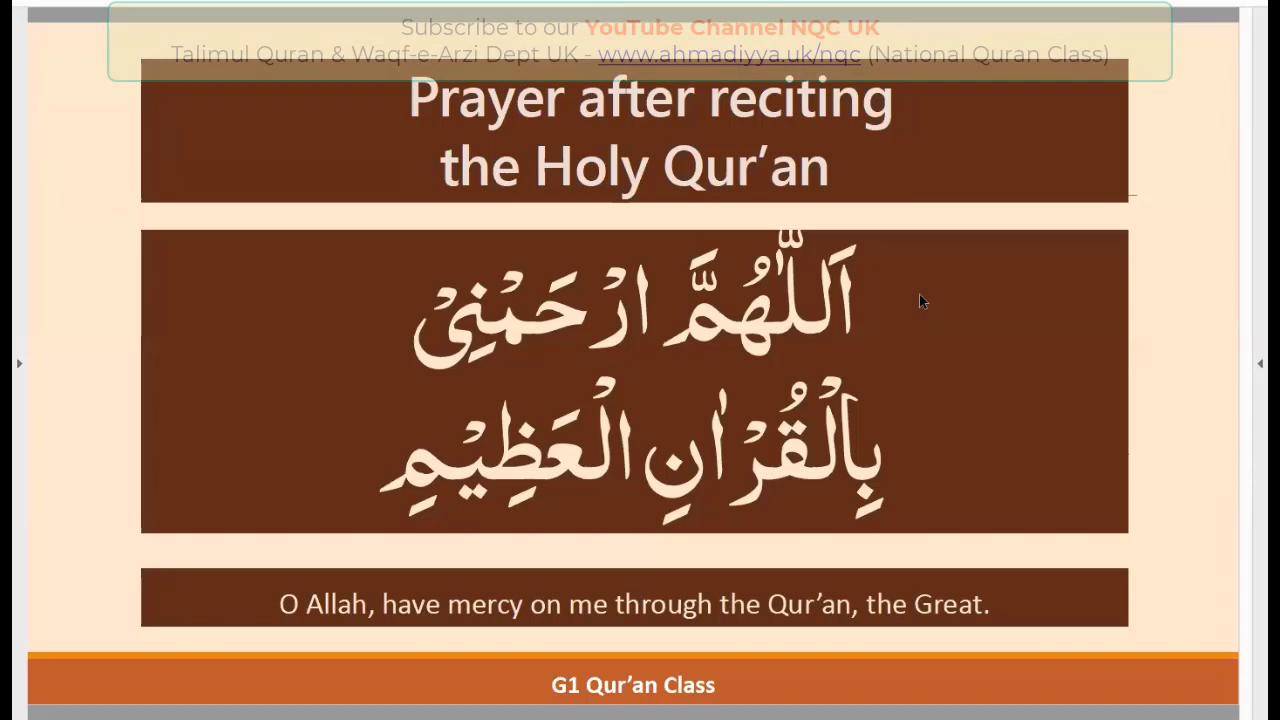 Subscribe to our YouTube Channel NQC UK
Talimul Quran & Waqf-e-Arzi Dept UK - www.ahmadiyya.uk/nqc (National Quran Class)
Prayer after reciting
the Holy Qur’an
اَللّٰهُمَّ ارْحَمْنِیْ
بِالْقُرْاٰنِ الْعَظِیْمِ
O Allah, have mercy on me through the Qur’an, the Great.
G1 Qur’an Class